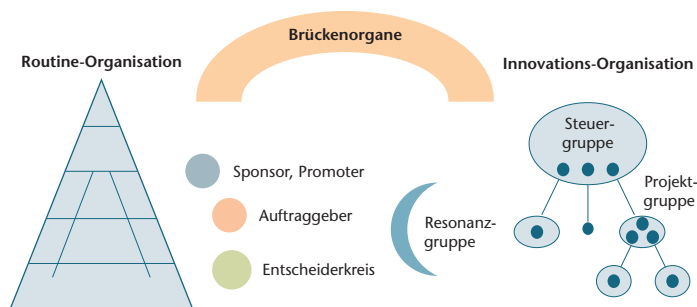 Brückenorgane
Routine-Organisation
Innovations-Organisation
Steuer-
gruppe
Sponsor, Promoter
Projekt-
gruppe
Auftraggeber
Resonanz-
gruppe
Entscheiderkreis